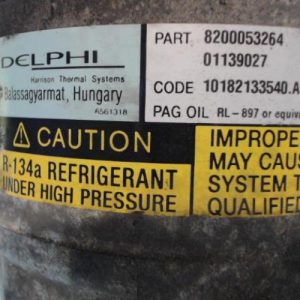 DELPHI
Harrison Thermal Systems
Balassagyarmat, Hungary
6561318
PART 8200053264
01139027
CODE 10182133540.A
PAG OIL RL-897 or equiv
CAUTION
R-134a REFRIGERANT
UNDER HIGH PRESSURE
IMPROPE
MAY CAUS
SYSTEM T
QUALIFIED